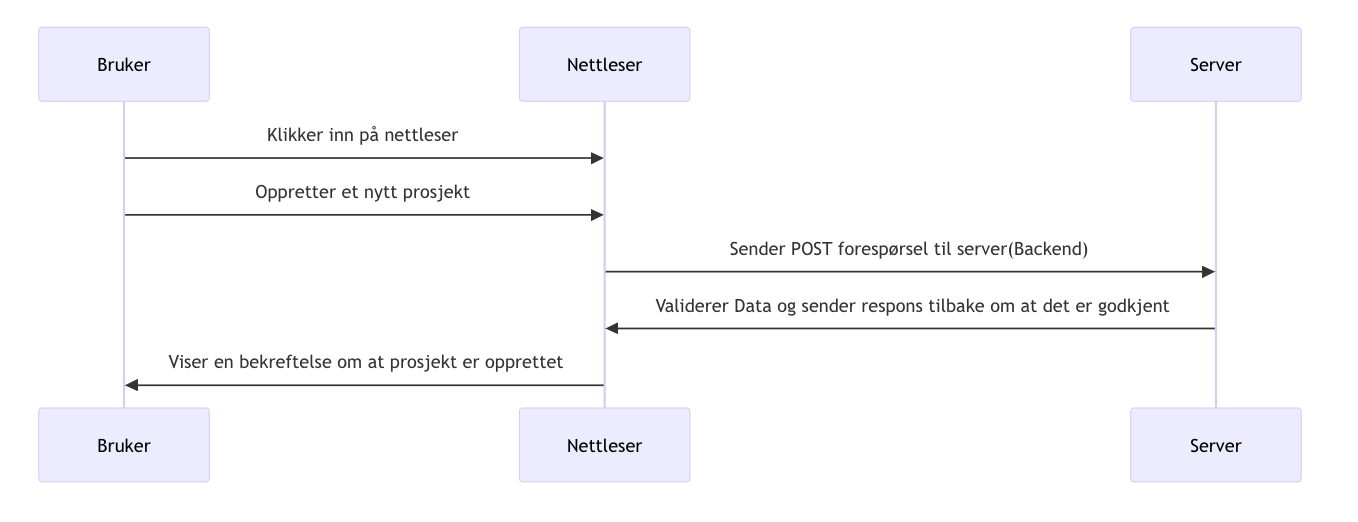 Bruker
Nettleser
Server
Klikker inn på nettleser
Oppretter et nytt prosjekt
Sender POST forespørsel til server(Backend)
Validerer Data og sender respons tilbake om at det er godkjent
Viser en bekreftelse om at prosjekt er opprettet
Bruker
Nettleser
Server